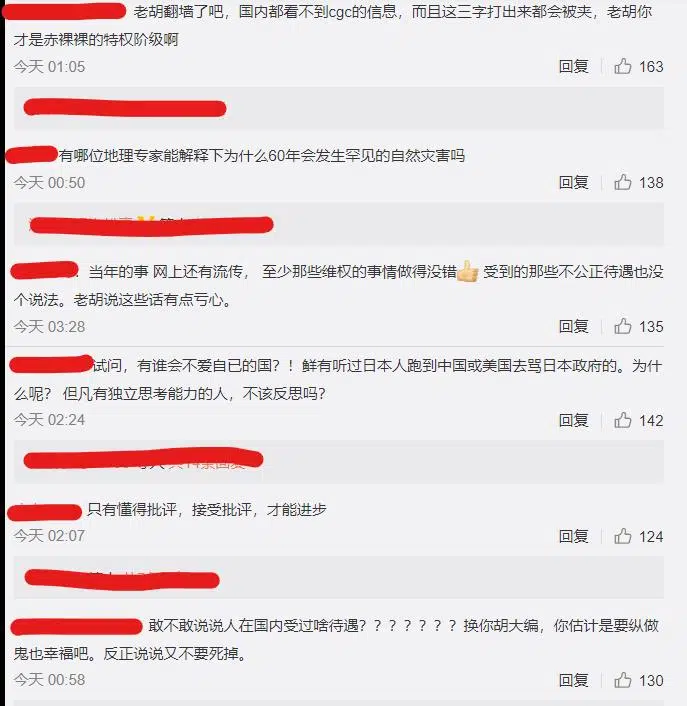 老胡翻墙了吧，国内都看不到cgc的信息，而且这三字打出来都会被夹，老胡你
才是赤裸裸的特权阶级啊
今天 01:05 回复 163
有哪位地理专家能解释下为什么60年会发生罕见的自然灾害吗
今天 00:50 回复 138
当年的事 网上还有流传， 至少那些维权的事情做得没错 受到的那些不公正待遇也没
个说法。老胡说这些话有点亏心。
今天 03:28 回复 135
试问，有谁会不爱自已的国？！鲜有听过日本人跑到中国或美国去骂日本政府的。为什
么呢？ 但凡有独立思考能力的人，不该反思吗？
今天 02:24 回复 142
只有懂得批评，接受批评，才能进步
今天 02:07 回复 124
敢不敢说说人在国内受过啥待遇？？？？？？？换你胡大编，你估计是要纵做
鬼也幸福吧。反正说说又不要死掉。
今天 00:58 回复 130